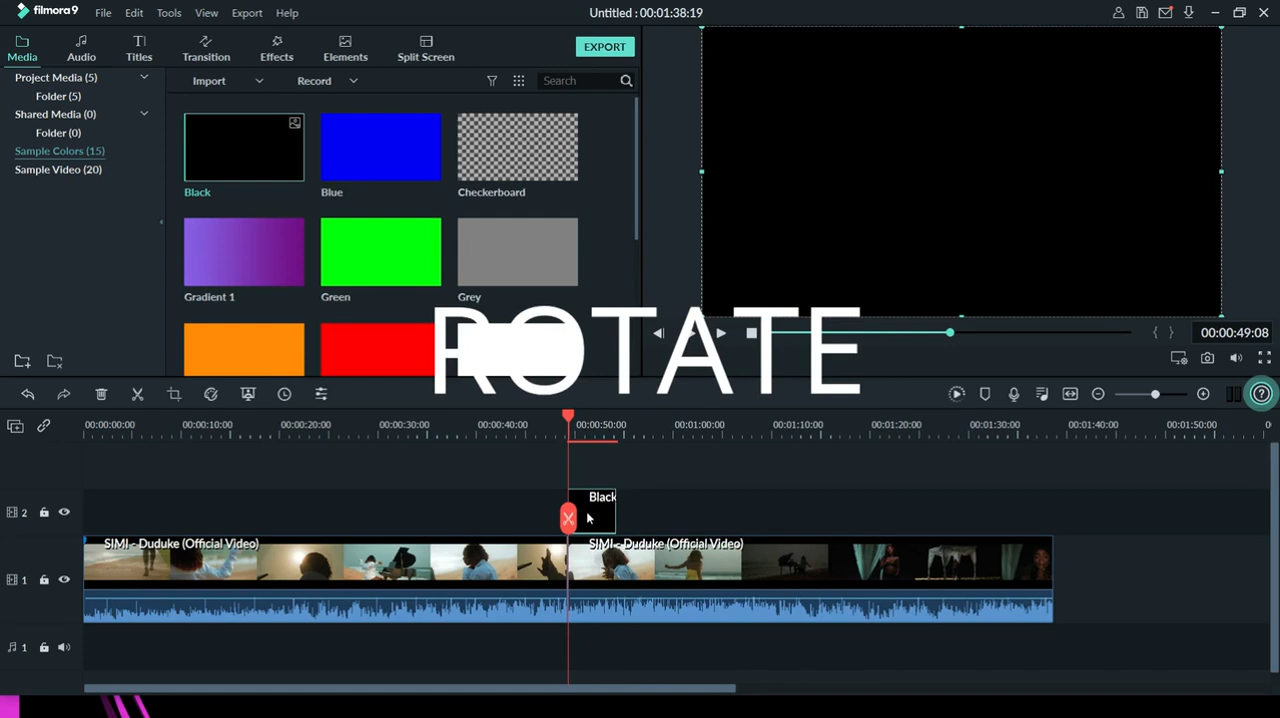 filmora9 File Edit Tools View Export Help Untitled : 00:01:38:19
Media Audio Titles Transition Effects Elements Split Screen EXPORT
Project Media (5) Import Record Search
Folder (5)
Shared Media (0)
Folder (0)
Sample Colors (15)
Sample Video (20)
Black Blue Checkerboard
Gradient 1 Green Grey
ROTATE
00:00:49:08
00:00:00:00 00:00:10:00 00:00:20:00 00:00:30:00 00:00:40:00 00:00:50:00 00:01:00:00 00:01:10:00 00:01:20:00 00:01:30:00 00:01:40:00 00:01:50:00
2 Black
SIMI - Duduke (Official Video) SIMI - Duduke (Official Video)
1
1